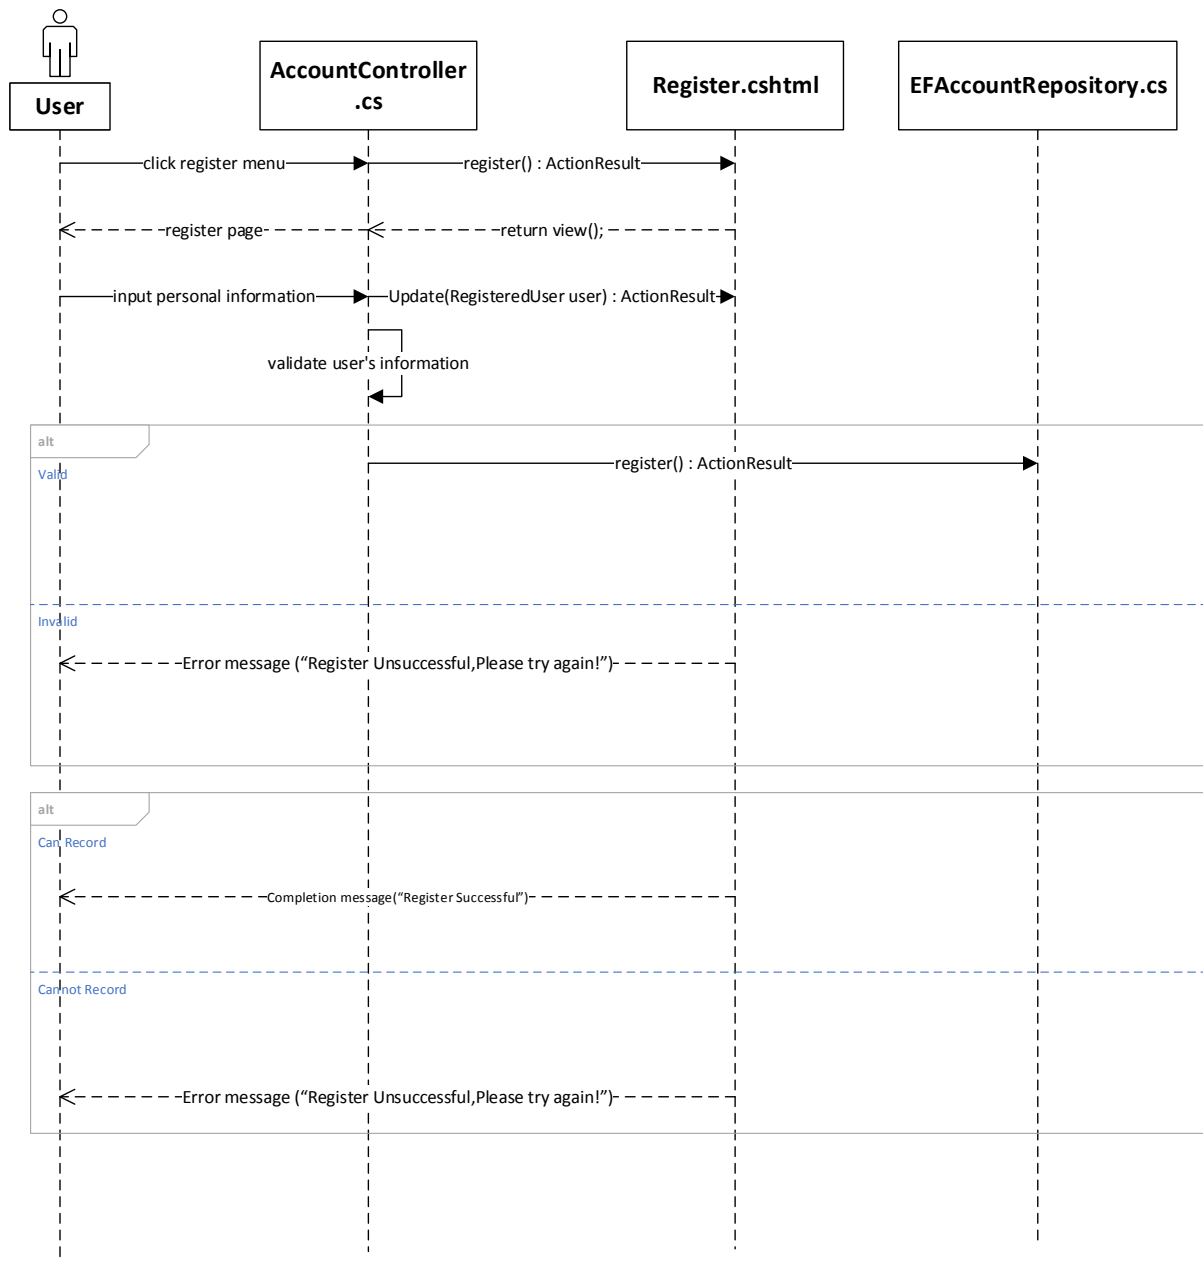 User
AccountController
.cs
Register.cshtml
EFAccountRepository.cs
click register menu
register() : ActionResult
register page
return view();
input personal information
Update(RegisteredUser user) : ActionResult
validate user's information
alt
Valid
register() : ActionResult
Invalid
Error message (“Register Unsuccessful,Please try again!”)
alt
Can Record
Completion message(“Register Successful”)
Cannot Record
Error message (“Register Unsuccessful,Please try again!”)